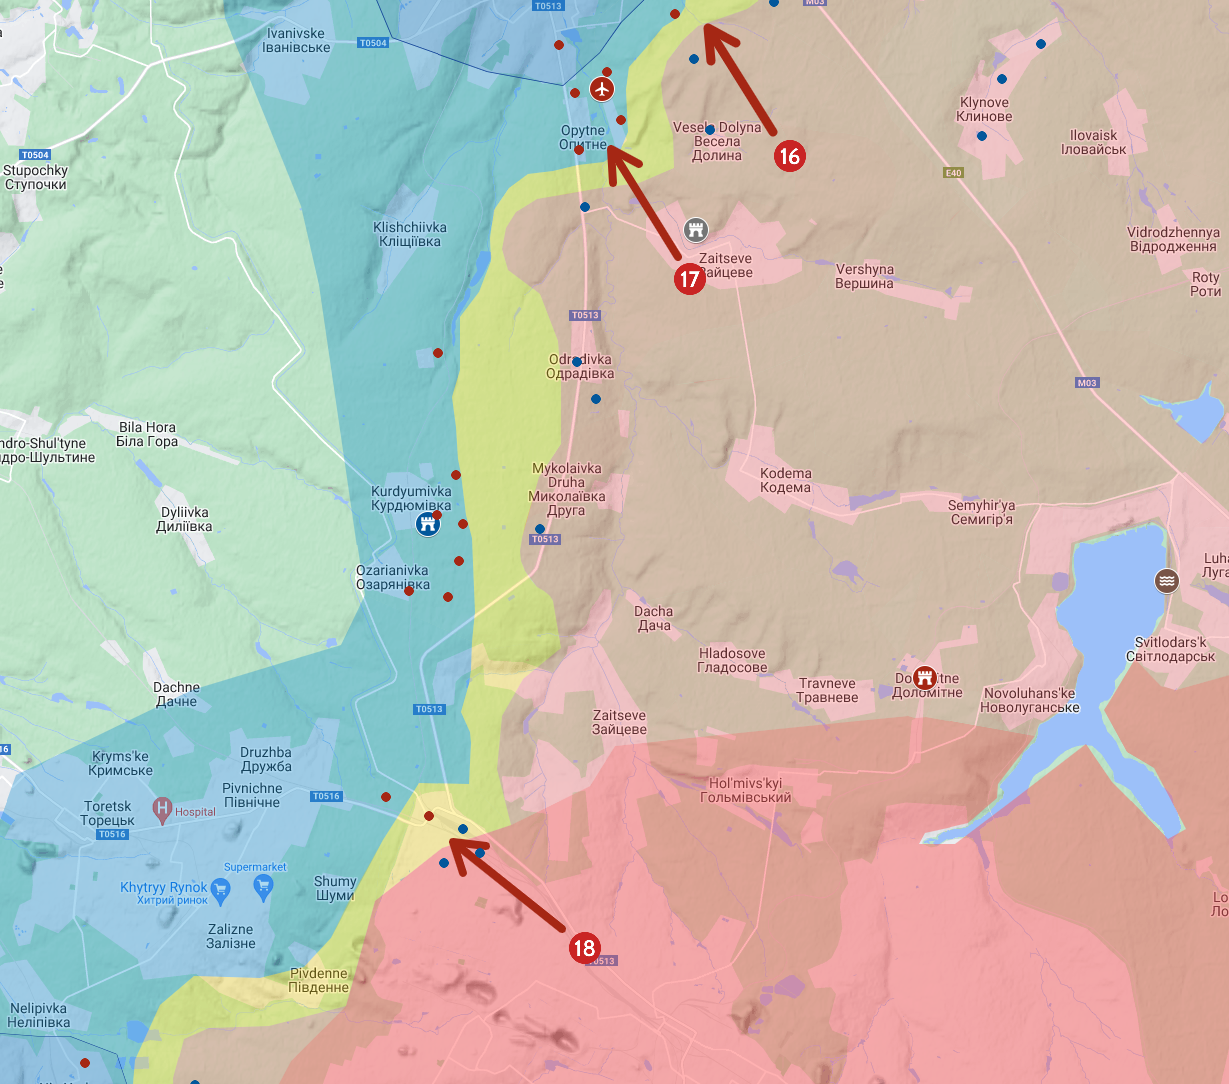 T0513
M03
Ivanivske
Іванівське
T0504
Klynove
Клинове
Opytne
Опитне
Vesela Dolyna
Весела
Долина
16
Ilovaisk
Іловайськ
T0504
Stupochky
Ступочки
E40
Klishchiivka
Кліщіївка
Vidrodzhennya
Відродження
Zaitseve
Зайцеве
17
Vershyna
Вершина
Roty
Роти
T0513
Odradivka
Одрадівка
M03
Bila Hora
Біла Гора
ndro-Shul'tyne
дро-Шультине
Mykolaivka
Druha
Миколаївка
Друга
Kodema
Кодема
Kurdyumivka
Курдюмівка
Dyliivka
Диліївка
Semyhir'ya
Семигір'я
T0513
Ozarianivka
Озарянівка
Luha
Луга
Dacha
Дача
Svitlodars'k
Світлодарськ
Hladosove
Гладосове
Dachne
Дачне
Travneve
Травневе
Доломітне
Novoluhans'ke
Новолуганське
T0513
Zaitseve
Зайцеве
16
Kryms'ke
Кримське
Druzhba
Дружба
Pivnichne
Північне
T0516
Hol'mivs'kyi
Гольмівський
Toretsk
Торецьк
T0516
Hospital
Supermarket
Khytryy Rynok
Хитрий ринок
Shumy
Шуми
Lo
Ло
Zalizne
Залізне
18
0513
Pivdenne
Південне
Nelipivka
Неліпівка